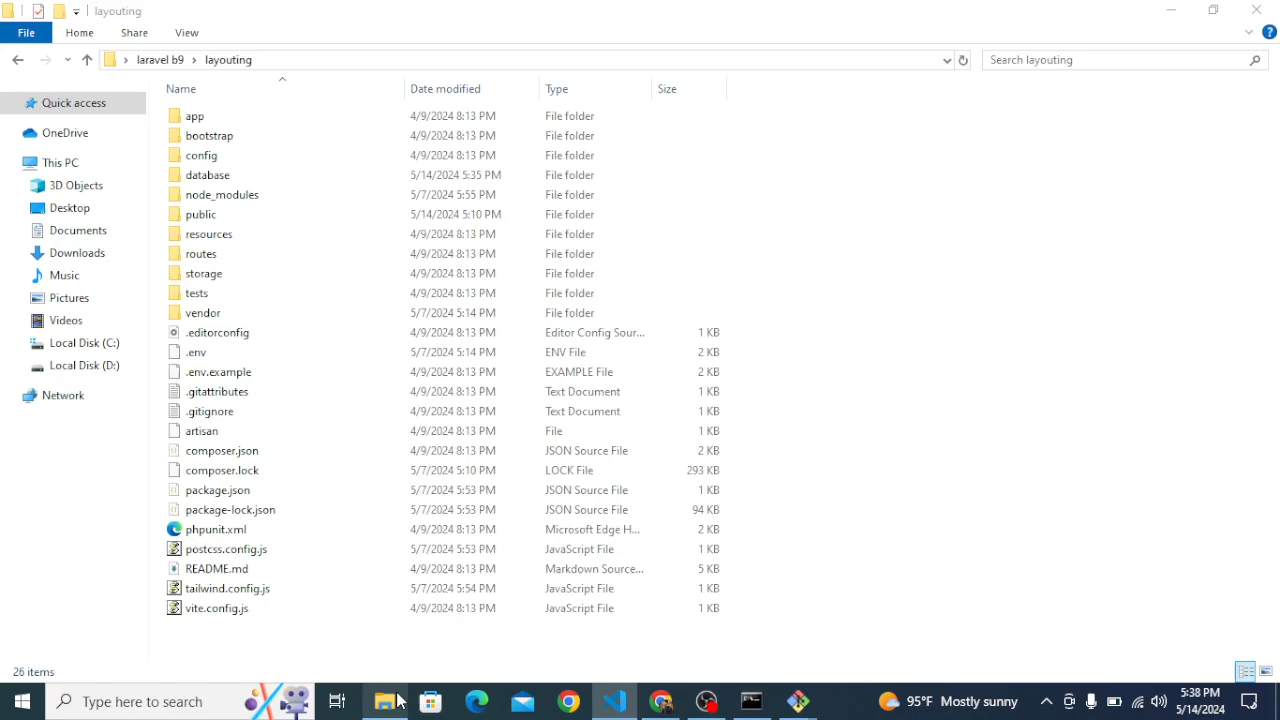 layouting
File Home Share View
laravel b9 layouting
Search layouting
Name Date modified Type Size
Quick access
OneDrive
This PC
3D Objects
Desktop
Documents
Downloads
Music
Pictures
Videos
Local Disk (C:)
Local Disk (D:)
Network
app 4/9/2024 8:13 PM File folder
bootstrap 4/9/2024 8:13 PM File folder
config 4/9/2024 8:13 PM File folder
database 5/14/2024 5:35 PM File folder
node_modules 5/7/2024 5:55 PM File folder
public 5/14/2024 5:10 PM File folder
resources 4/9/2024 8:13 PM File folder
routes 4/9/2024 8:13 PM File folder
storage 4/9/2024 8:13 PM File folder
tests 4/9/2024 8:13 PM File folder
vendor 5/7/2024 5:14 PM File folder
.editorconfig 4/9/2024 8:13 PM Editor Config Sour... 1 KB
.env 5/7/2024 5:14 PM ENV File 2 KB
.env.example 4/9/2024 8:13 PM EXAMPLE File 2 KB
.gitattributes 4/9/2024 8:13 PM Text Document 1 KB
.gitignore 4/9/2024 8:13 PM Text Document 1 KB
artisan 4/9/2024 8:13 PM File 1 KB
composer.json 4/9/2024 8:13 PM JSON Source File 2 KB
composer.lock 5/7/2024 5:10 PM LOCK File 293 KB
package.json 5/7/2024 5:53 PM JSON Source File 1 KB
package-lock.json 5/7/2024 5:53 PM JSON Source File 94 KB
phpunit.xml 4/9/2024 8:13 PM Microsoft Edge H... 2 KB
postcss.config.js 5/7/2024 5:53 PM JavaScript File 1 KB
README.md 4/9/2024 8:13 PM Markdown Source... 5 KB
tailwind.config.js 5/7/2024 5:54 PM JavaScript File 1 KB
vite.config.js 4/9/2024 8:13 PM JavaScript File 1 KB
26 items
Type here to search
95°F Mostly sunny
5:38 PM
5/14/2024